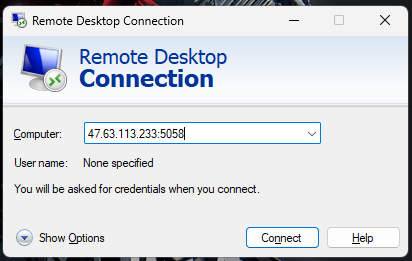 Remote Desktop Connection
Remote Desktop
Connection
Computer:
47.63.113.233:5058
User name:
None specified
You will be asked for credentials when you connect.
Show Options
Connect
Help